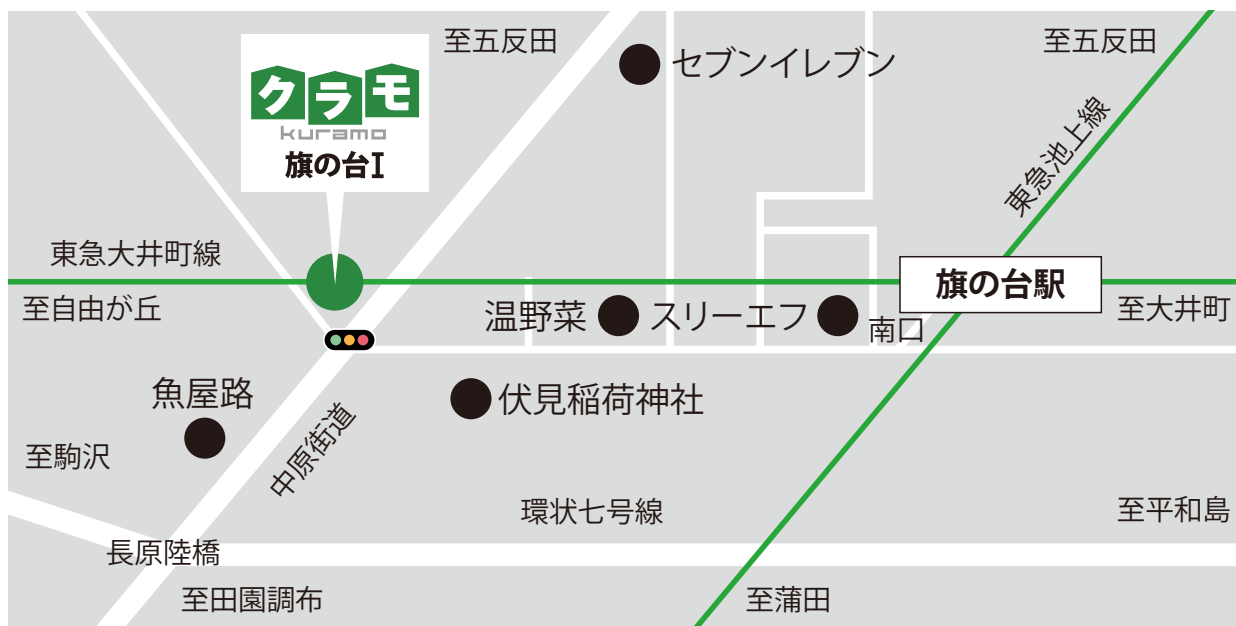 至五反田
至五反田
セブンイレブン
クラモ
kuramo
旗の台I
東急池上線
東急大井町線
至自由が丘
旗の台駅
至大井町
温野菜
スリーエフ
南口
魚屋路
伏見稲荷神社
中原街道
至駒沢
環状七号線
至平和島
長原陸橋
至田園調布
至蒲田